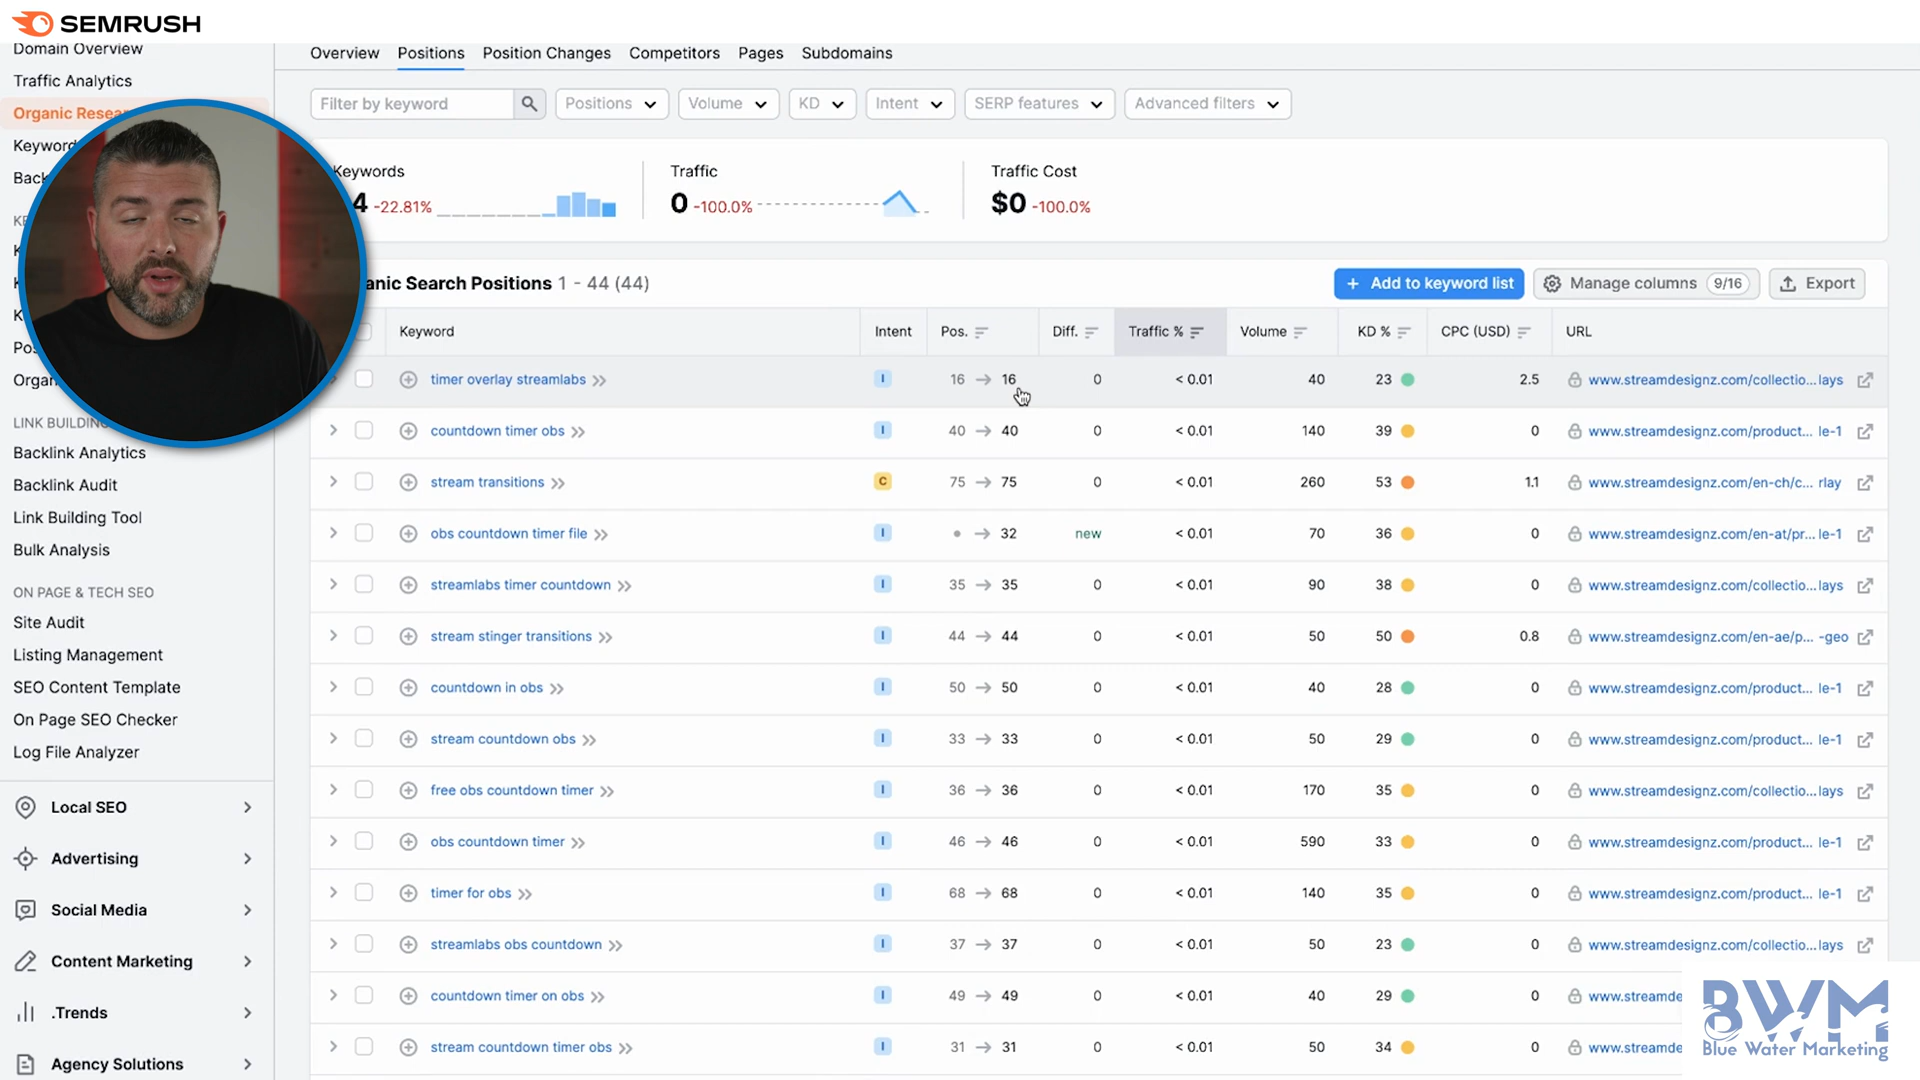 SEMRUSH
Domain Overview
Overview Positions Position Changes Competitors Pages Subdomains
Traffic Analytics
Organic Resear
Filter by keyword Positions Volume KD Intent SERP features Advanced filters
Keyword
Back
Keywords Traffic Traffic Cost
4 -22.81% 0 -100.0% $0 -100.0%
Pos
Organ
anic Search Positions 1 - 44 (44) + Add to keyword list Manage columns 9/16 Export
Keyword Intent Pos. Diff. Traffic % Volume KD % CPC (USD) URL
timer overlay streamlabs I 16 → 16 0 < 0.01 40 23 2.5 www.streamdesignz.com/collectio... lays
LINK BUILDING
countdown timer obs I 40 → 40 0 < 0.01 140 39 0 www.streamdesignz.com/product... le-1
Backlink Analytics
stream transitions C 75 → 75 0 < 0.01 260 53 1.1 www.streamdesignz.com/en-ch/c... rlay
Backlink Audit
Link Building Tool
obs countdown timer file I → 32 new < 0.01 70 36 0 www.streamdesignz.com/en-at/pr... le-1
Bulk Analysis
streamlabs timer countdown I 35 → 35 0 < 0.01 90 38 0 www.streamdesignz.com/collectio... lays
ON PAGE & TECH SEO
Site Audit
stream stinger transitions I 44 → 44 0 < 0.01 50 50 0.8 www.streamdesignz.com/en-ae/p... -geo
Listing Management
SEO Content Template
countdown in obs I 50 → 50 0 < 0.01 40 28 0 www.streamdesignz.com/product... le-1
On Page SEO Checker
stream countdown obs I 33 → 33 0 < 0.01 50 29 0 www.streamdesignz.com/product... le-1
Log File Analyzer
free obs countdown timer I 36 → 36 0 < 0.01 170 35 0 www.streamdesignz.com/collectio... lays
Local SEO
obs countdown timer I 46 → 46 0 < 0.01 590 33 0 www.streamdesignz.com/product... le-1
Advertising
timer for obs I 68 → 68 0 < 0.01 140 35 0 www.streamdesignz.com/product... le-1
Social Media
streamlabs obs countdown I 37 → 37 0 < 0.01 50 23 0 www.streamdesignz.com/collectio... lays
Content Marketing
countdown timer on obs I 49 → 49 0 < 0.01 40 29 0 www.streamde
.Trends
stream countdown timer obs I 31 → 31 0 < 0.01 50 34 0 www.streamde
Agency Solutions
BWM
Blue Water Marketing